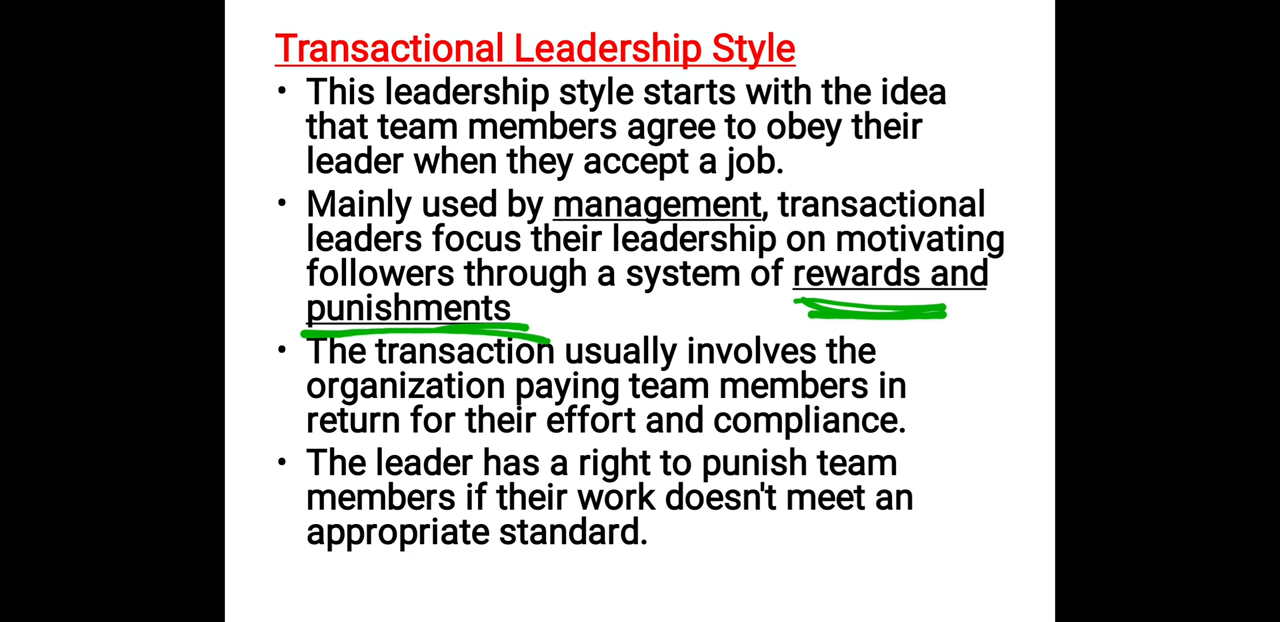 Transactional Leadership Style
• This leadership style starts with the idea
that team members agree to obey their
leader when they accept a job.
• Mainly used by management, transactional
leaders focus their leadership on motivating
followers through a system of rewards and
punishments
• The transaction usually involves the
organization paying team members in
return for their effort and compliance.
• The leader has a right to punish team
members if their work doesn't meet an
appropriate standard.